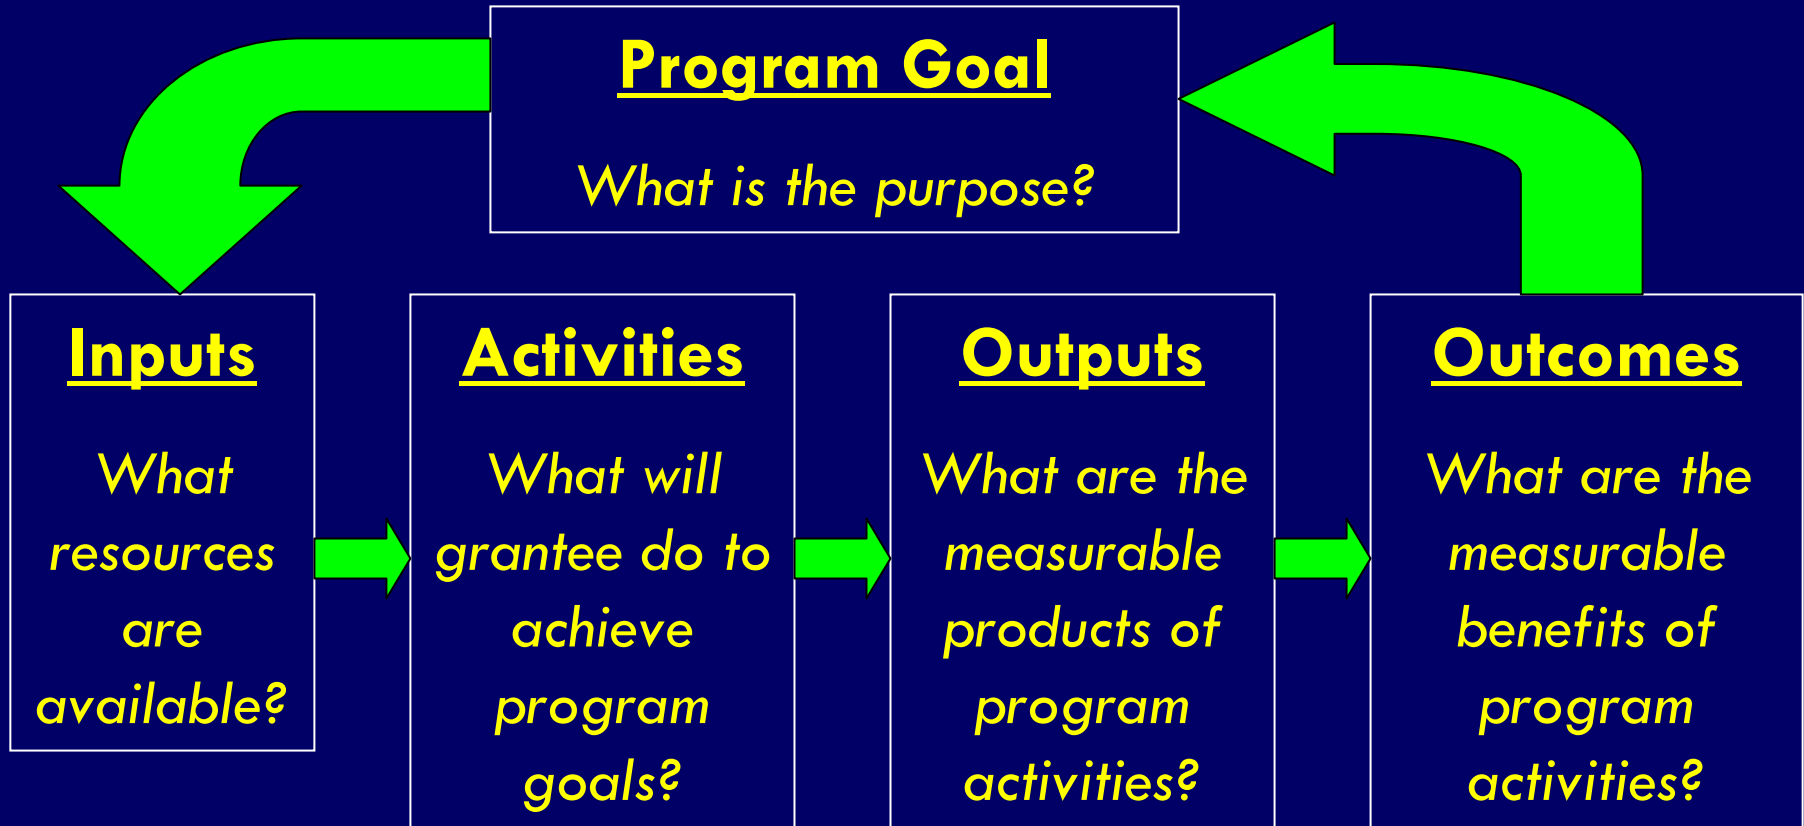 Program Goal
What is the purpose?
Inputs
What
resources
are
available?
Activities
What will
grantee do to
achieve
program
goals?
Outputs
What are the
measurable
products of
program
activities?
Outcomes
What are the
measurable
benefits of
program
activities?